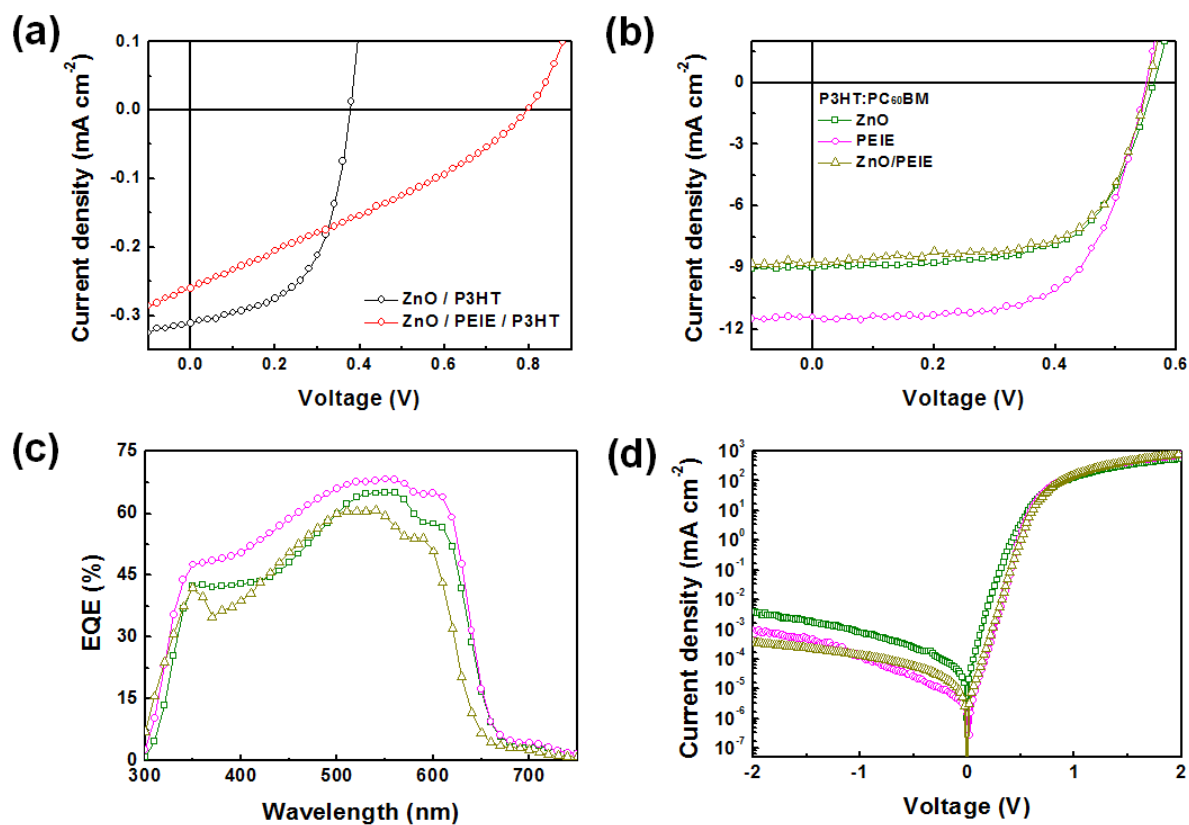 (a)
0.1
0.0
-0.1
-0.2
-0.3
Current density (mA cm-2)
ZnO / P3HT
ZnO / PEIE / P3HT
0.0 0.2 0.4 0.6 0.8
Voltage (V)
(b)
0
-3
-6
-9
-12
Current density (mA cm-2)
P3HT:PC60BM
ZnO
PEIE
ZnO/PEIE
0.0 0.2 0.4 0.6
Voltage (V)
(c)
75
60
45
30
15
0
EQE (%)
300 400 500 600 700
Wavelength (nm)
(d)
10^3
10^2
10^1
10^0
10^-1
10^-2
10^-3
10^-4
10^-5
10^-6
10^-7
Current density (mA cm-2)
-2 -1 0 1 2
Voltage (V)